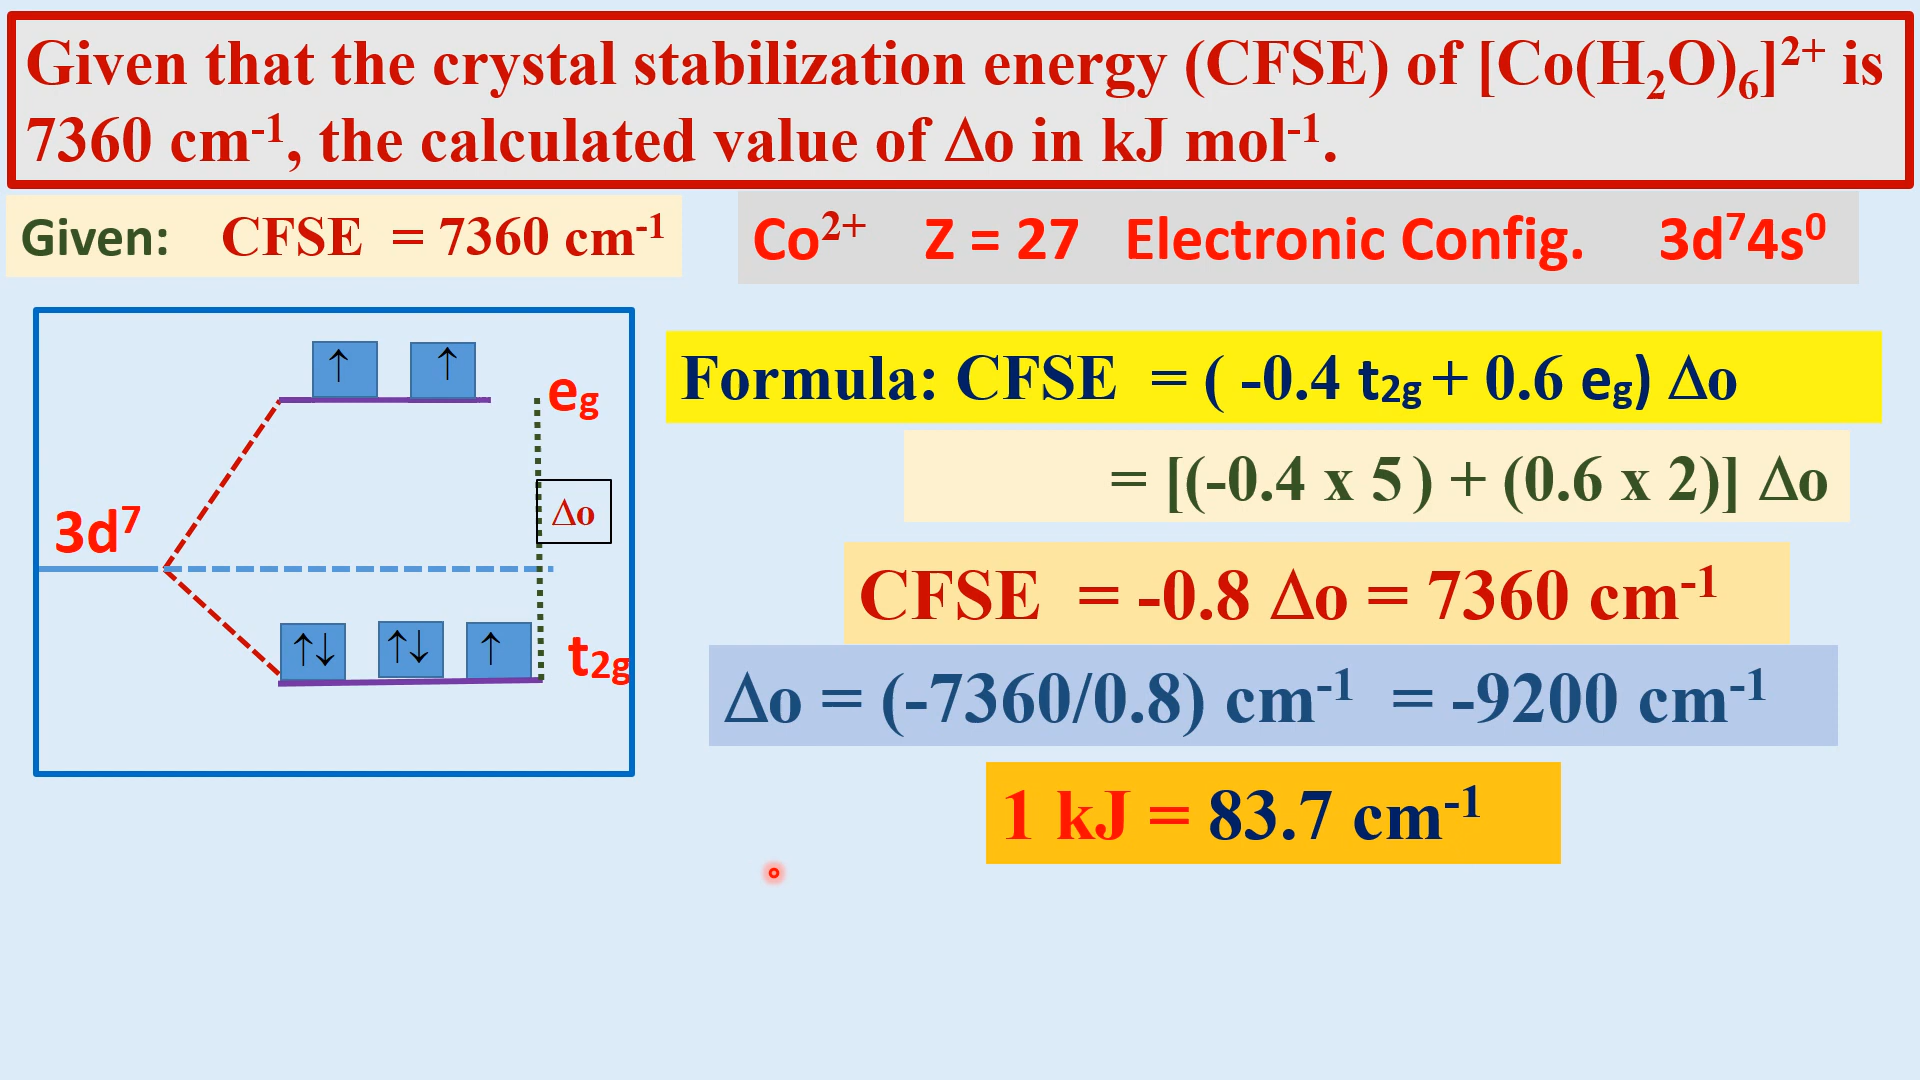 Given that the crystal stabilization energy (CFSE) of [Co(H₂O)₆]²⁺ is
7360 cm⁻¹, the calculated value of Δo in kJ mol⁻¹.
Given: CFSE = 7360 cm⁻¹
Co²⁺ Z = 27 Electronic Config. 3d⁷4s⁰
↑ ↑
e_g
Formula: CFSE = ( -0.4 t₂g + 0.6 e_g) Δo
= [(-0.4 x 5 ) + (0.6 x 2)] Δo
Δo
3d⁷
CFSE = -0.8 Δo = 7360 cm⁻¹
↑↓ ↑↓ ↑
t₂g
Δo = (-7360/0.8) cm⁻¹ = -9200 cm⁻¹
1 kJ = 83.7 cm⁻¹